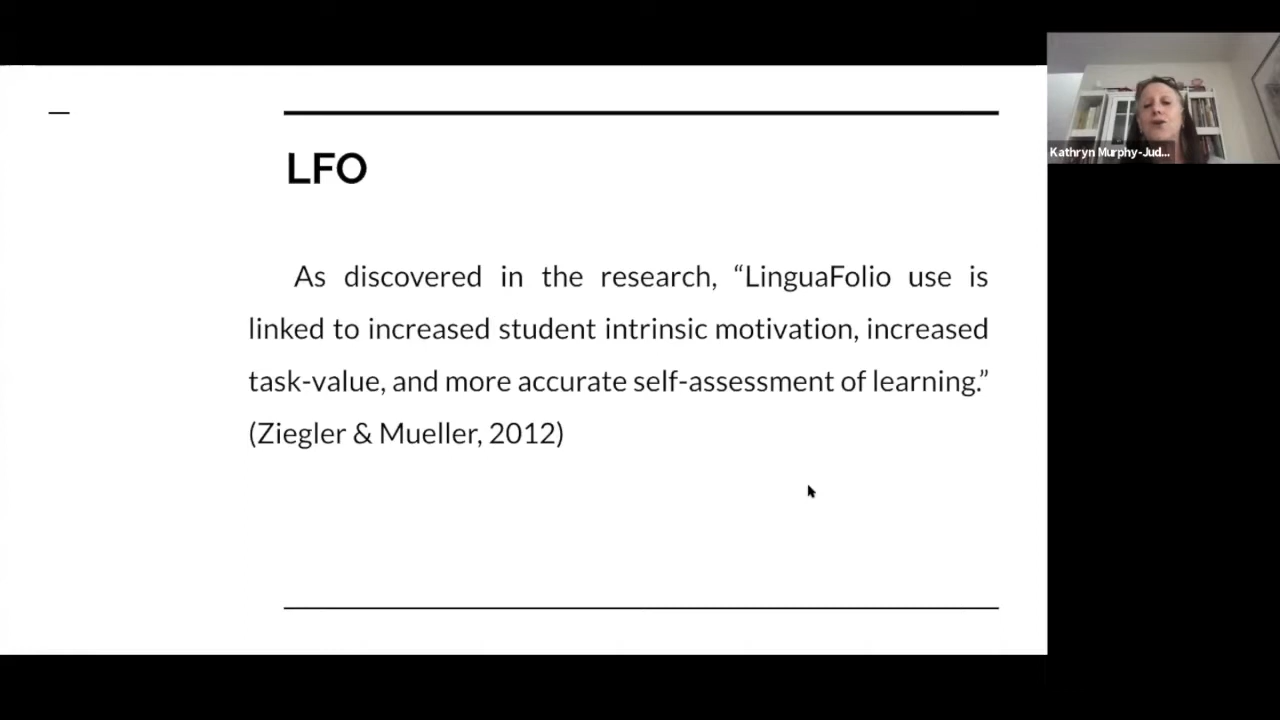 LFO
As discovered in the research, “LinguaFolio use is
linked to increased student intrinsic motivation, increased
task-value, and more accurate self-assessment of learning.”
(Ziegler & Mueller, 2012)
Kathryn Murphy-Jud...